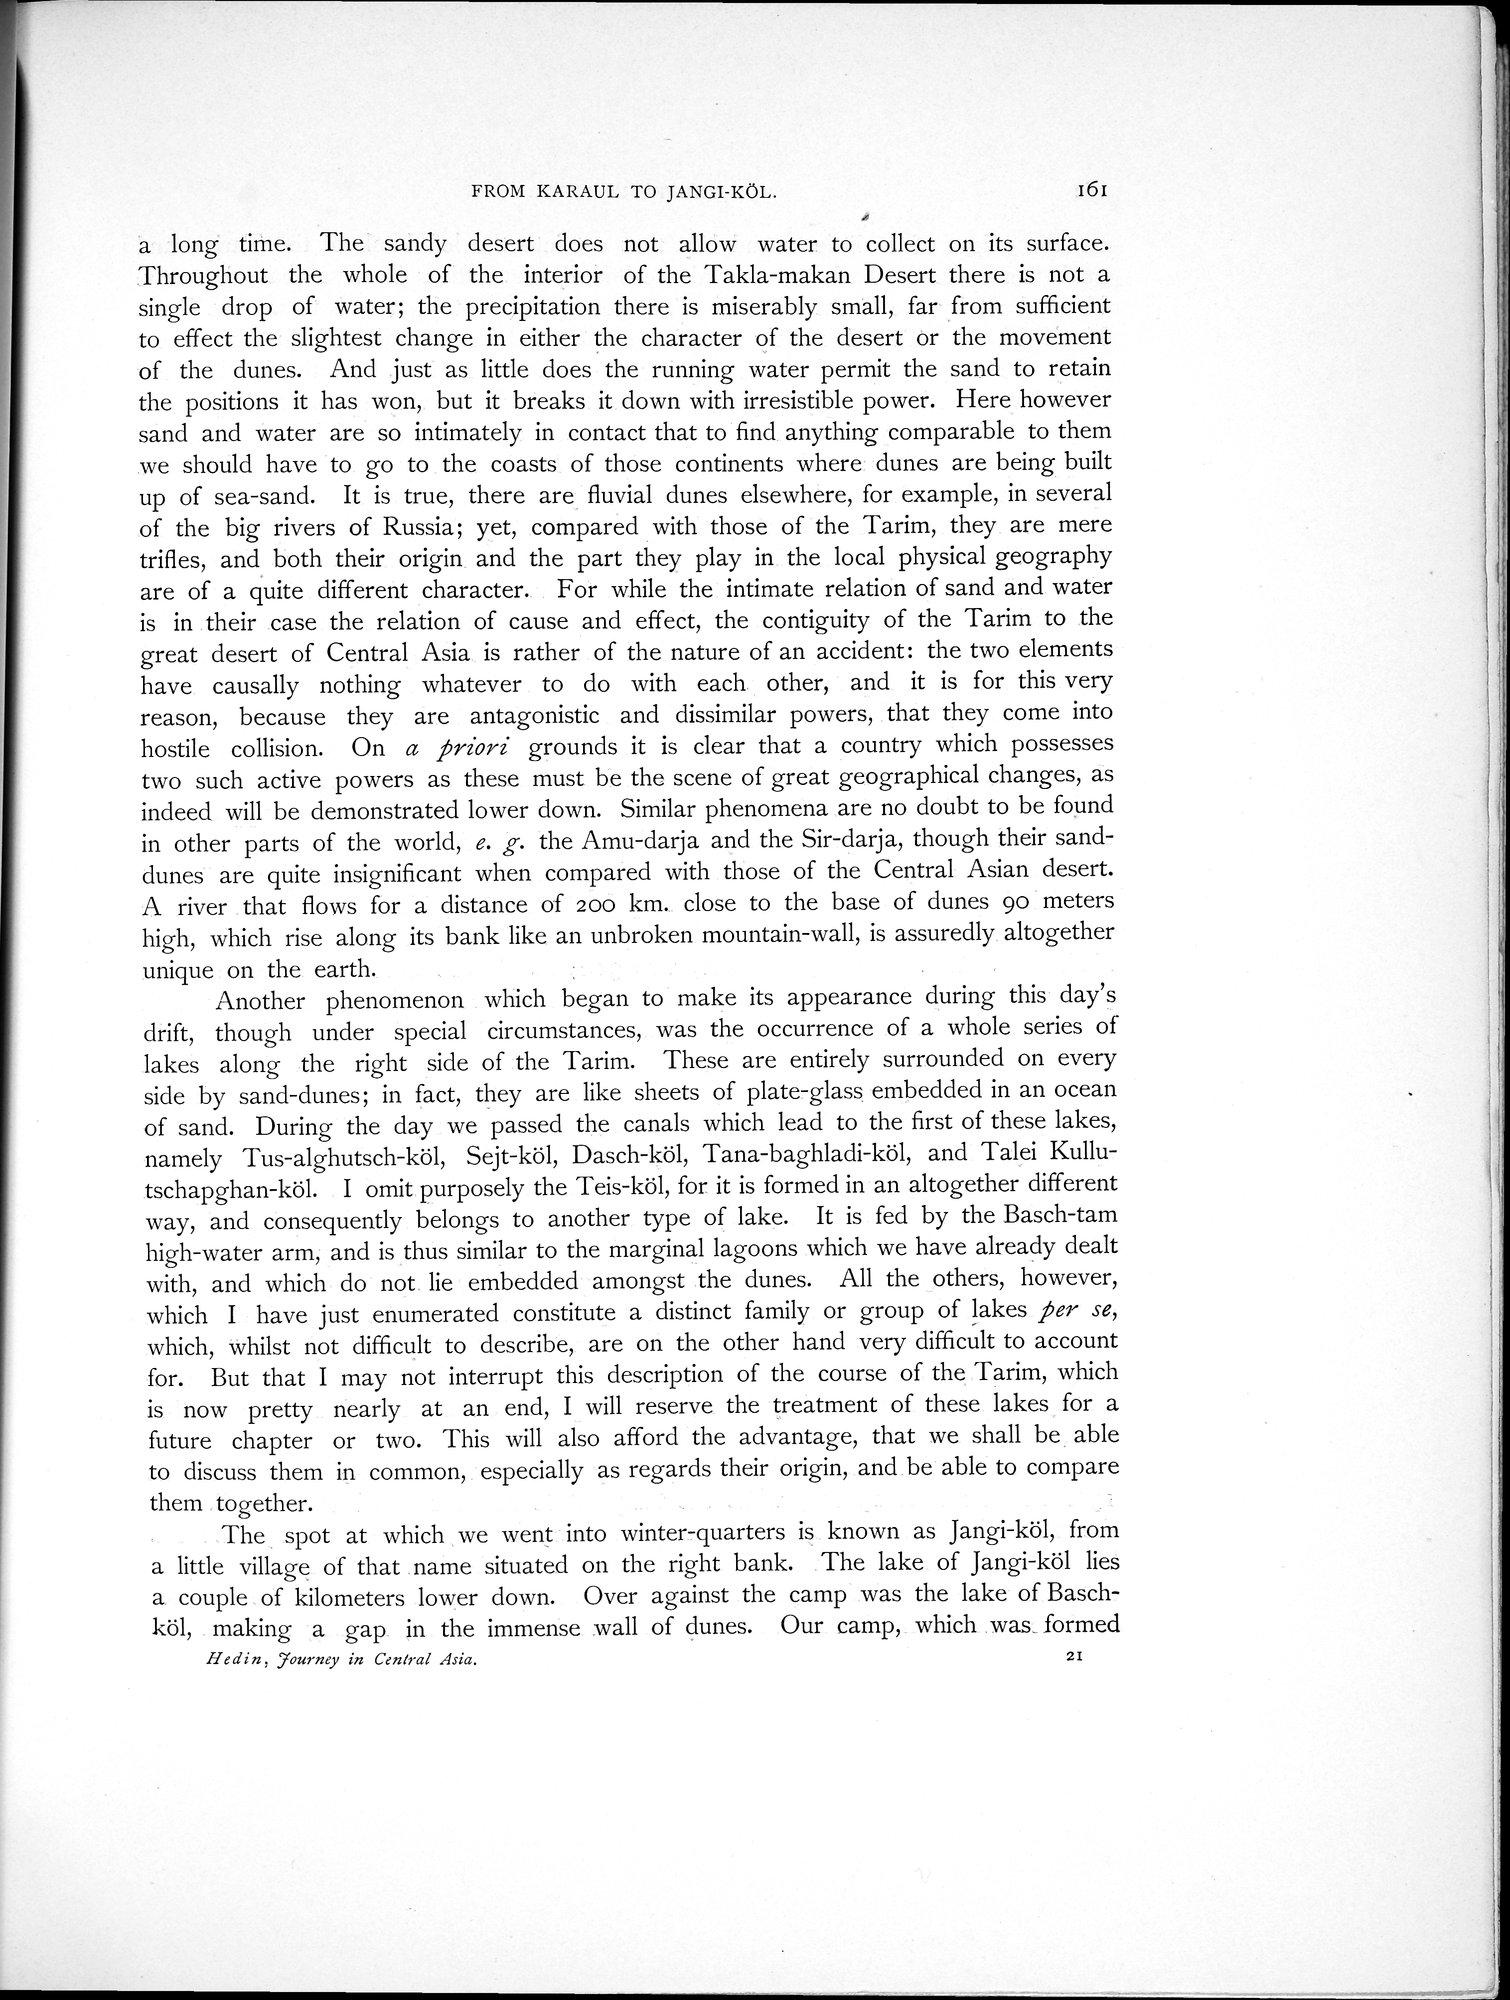 FROM KARAUL TO JANGI-KÖL. 161
a long time. The sandy desert does not allow water to collect on its surface.
Throughout the whole of the interior of the Takla-makan Desert there is not a
single drop of water; the precipitation there is miserably small, far from sufficient
to effect the slightest change in either the character of the desert or the movement
of the dunes. And just as little does the running water permit the sand to retain
the positions it has won, but it breaks it down with irresistible power. Here however
sand and water are so intimately in contact that to find anything comparable to them
we should have to go to the coasts of those continents where dunes are being built
up of sea-sand. It is true, there are fluvial dunes elsewhere, for example, in several
of the big rivers of Russia; yet, compared with those of the Tarim, they are mere
trifles, and both their origin and the part they play in the local physical geography
are of a quite different character. For while the intimate relation of sand and water
is in their case the relation of cause and effect, the contiguity of the Tarim to the
great desert of Central Asia is rather of the nature of an accident: the two elements
have causally nothing whatever to do with each other, and it is for this very
reason, because they are antagonistic and dissimilar powers, that they come into
hostile collision. On a priori grounds it is clear that a country which possesses
two such active powers as these must be the scene of great geographical changes, as
indeed will be demonstrated lower down. Similar phenomena are no doubt to be found
in other parts of the world, e. g. the Amu-darja and the Sir-darja, though their sand-
dunes are quite insignificant when compared with those of the Central Asian desert.
A river that flows for a distance of 200 km. close to the base of dunes 90 meters
high, which rise along its bank like an unbroken mountain-wall, is assuredly altogether
unique on the earth.
Another phenomenon which began to make its appearance during this day's
drift, though under special circumstances, was the occurrence of a whole series of
lakes along the right side of the Tarim. These are entirely surrounded on every
side by sand-dunes; in fact, they are like sheets of plate-glass embedded in an ocean
of sand. During the day we passed the canals which lead to the first of these lakes,
namely Tus-alghutsch-köl, Sejt-köl, Dasch-köl, Tana-baghladi-köl, and Talei Kullu-
tschapghan-köl. I omit purposely the Teis-köl, for it is formed in an altogether different
way, and consequently belongs to another type of lake. It is fed by the Basch-tam
high-water arm, and is thus similar to the marginal lagoons which we have already dealt
with, and which do not lie embedded amongst the dunes. All the others, however,
which I have just enumerated constitute a distinct family or group of lakes per se,
which, whilst not difficult to describe, are on the other hand very difficult to account
for. But that I may not interrupt this description of the course of the Tarim, which
is now pretty nearly at an end, I will reserve the treatment of these lakes for a
future chapter or two. This will also afford the advantage, that we shall be able
to discuss them in common, especially as regards their origin, and be able to compare
them together.
The spot at which we went into winter-quarters is known as Jangi-köl, from
a little village of that name situated on the right bank. The lake of Jangi-köl lies
a couple of kilometers lower down. Over against the camp was the lake of Basch-
köl, making a gap in the immense wall of dunes. Our camp, which was formed
Hedin, Journey in Central Asia. 21